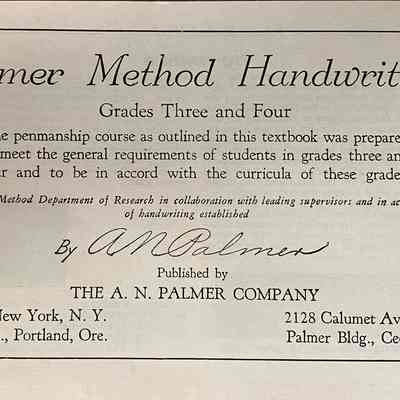 mer Method Handwrit
Grades Three and Four
e penmanship course as outlined in this textbook was prepare
meet the general requirements of students in grades three an
r and to be in accord with the curricula of these grade
Method Department of Research in collaboration with leading supervisors and in ac
of handwriting established
By A. N. Palmer
Published by
THE A. N. PALMER COMPANY
New York, N. Y. 2128 Calumet Av
., Portland, Ore. Palmer Bldg., Ce